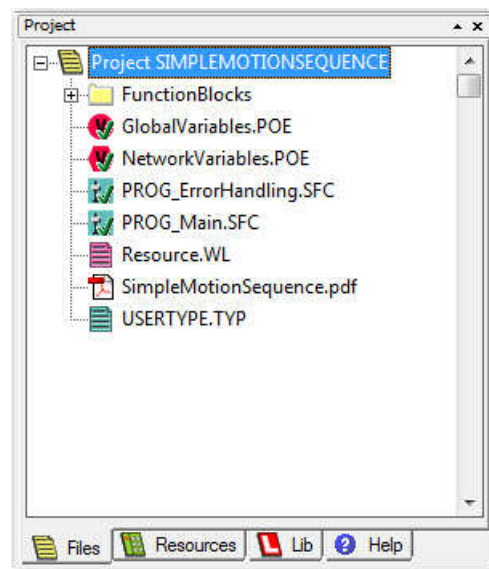 Project
Project SIMPLEMOTIONSEQUENCE
FunctionBlocks
GlobalVariables.POE
NetworkVariables.POE
PROG_ErrorHandling.SFC
PROG_Main.SFC
Resource.WL
SimpleMotionSequence.pdf
USERTYPE.TYP
Files Resources Lib Help